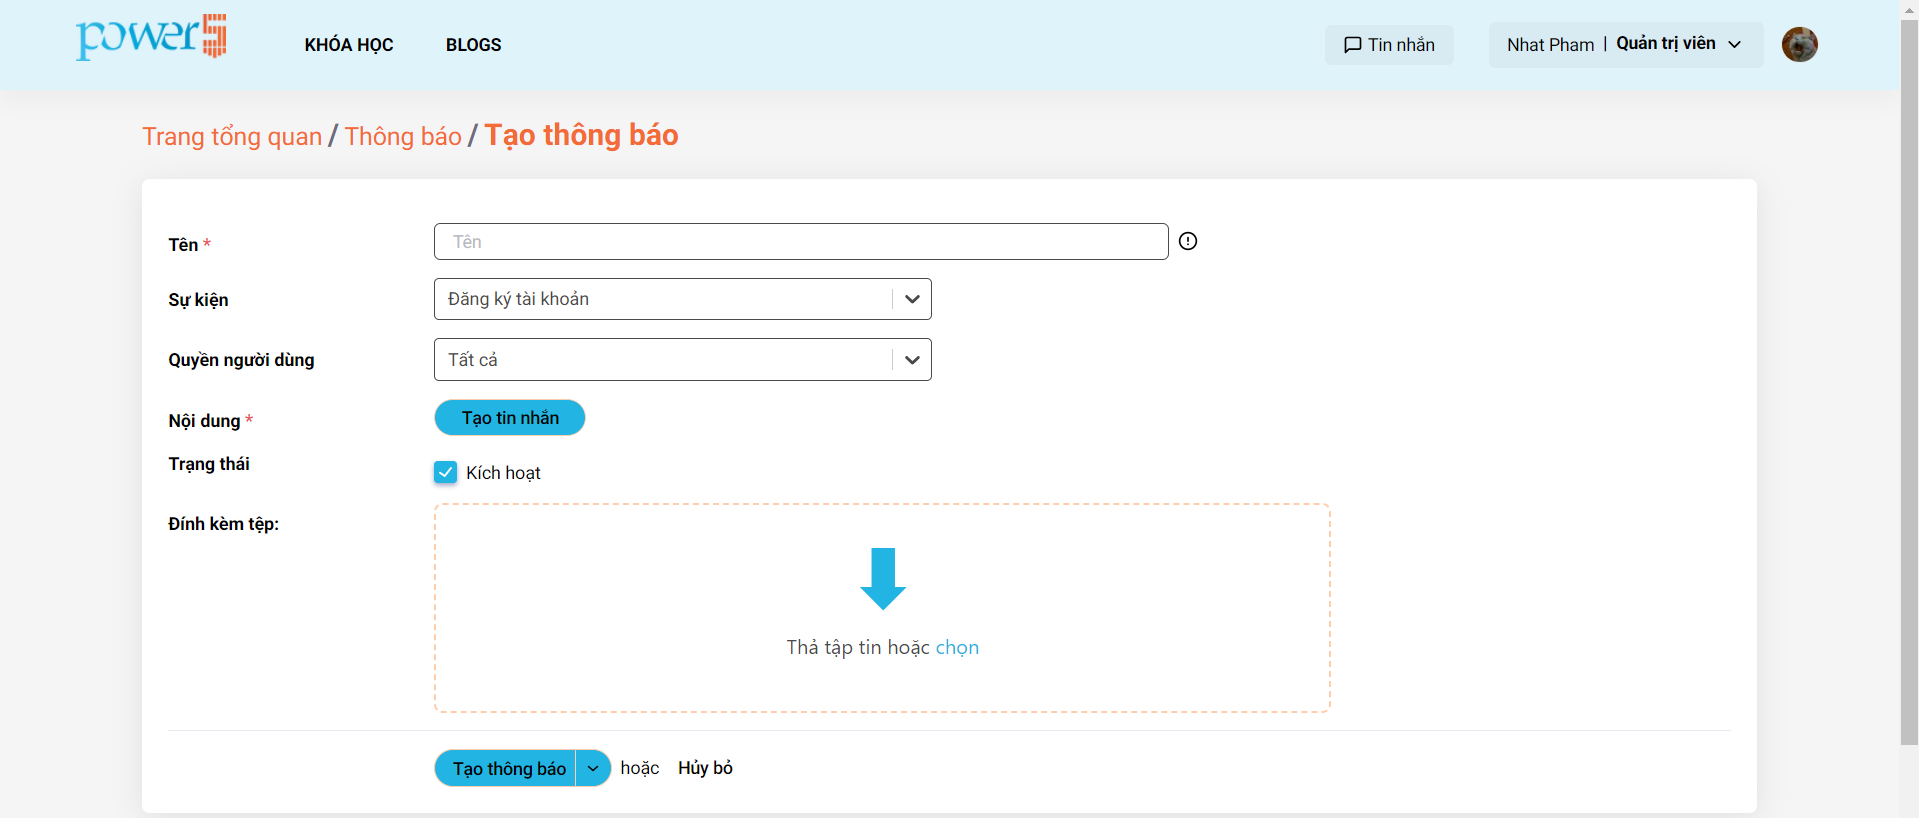 power5
KHÓA HỌC
BLOGS
Tin nhắn
Nhat Pham | Quản trị viên
Trang tổng quan / Thông báo / Tạo thông báo
Tên *
Tên
Sự kiện
Đăng ký tài khoản
Quyền người dùng
Tất cả
Nội dung *
Tạo tin nhắn
Trạng thái
Kích hoạt
Đính kèm tệp:
Thả tập tin hoặc chọn
Tạo thông báo
hoặc
Hủy bỏ